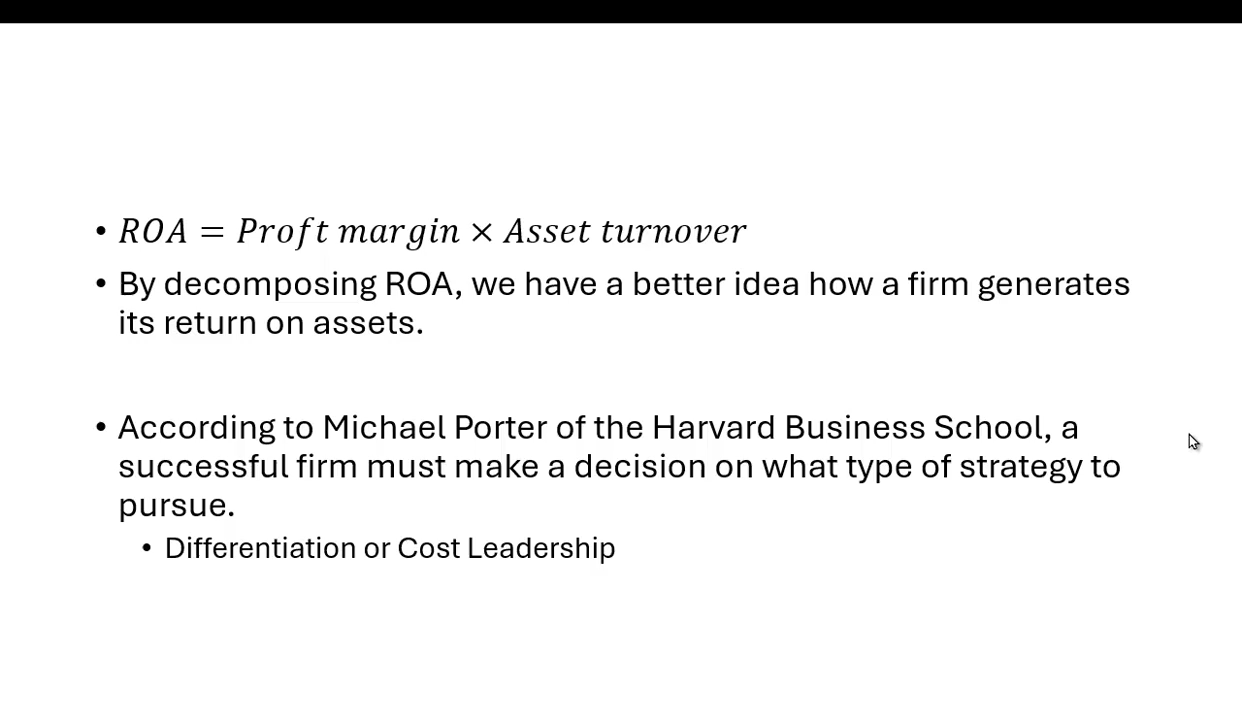 • ROA = Proft margin × Asset turnover
• By decomposing ROA, we have a better idea how a firm generates
its return on assets.
• According to Michael Porter of the Harvard Business School, a
successful firm must make a decision on what type of strategy to
pursue.
• Differentiation or Cost Leadership